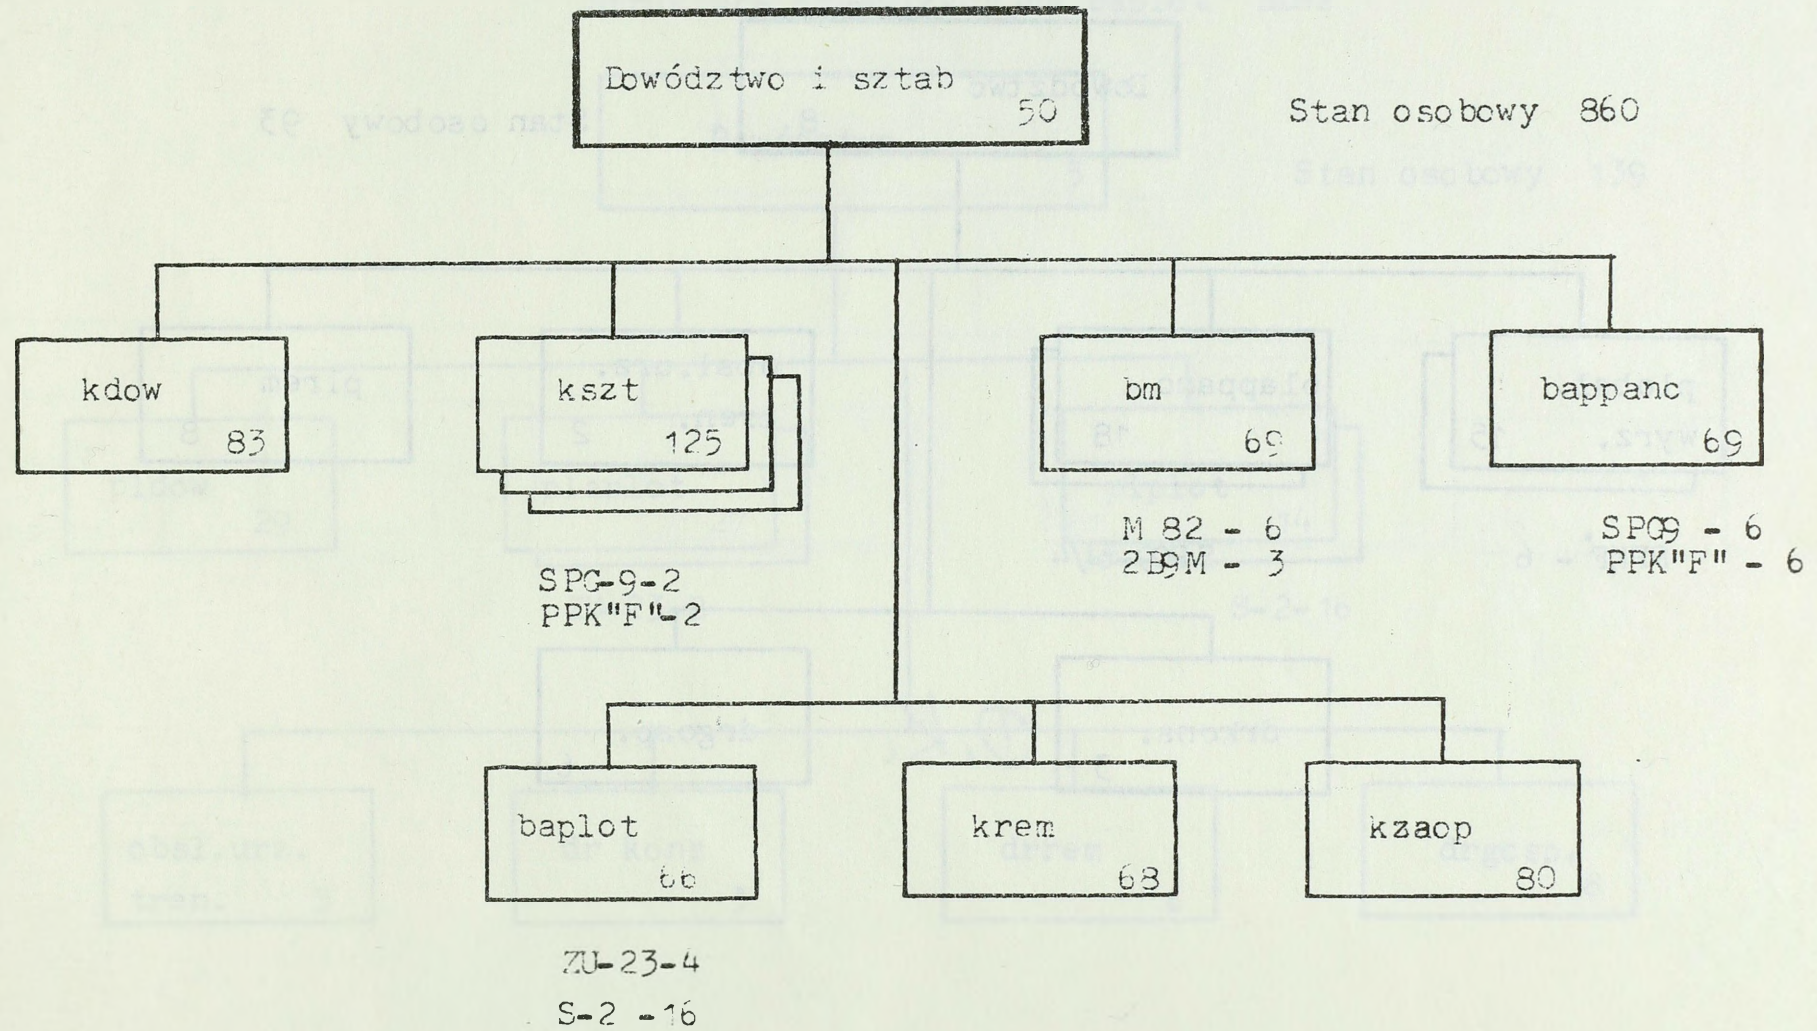 Dowództwo i sztab
50
Stan osobowy 860
kdow
83
kszt
125
bm
69
bappanc
69
SPG-9-2
PPK"F"-2
M 82 - 6
2B9M - 3
SPG9 - 6
PPK"F" - 6
baplot
66
krem
68
kzaop
80
ZU-23-4
S-2 -16